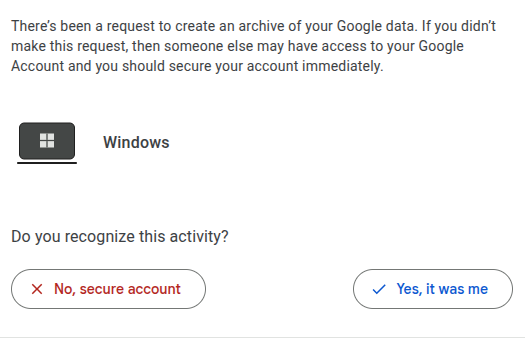 There's been a request to create an archive of your Google data. If you didn't
make this request, then someone else may have access to your Google
Account and you should secure your account immediately.
Windows
Do you recognize this activity?
No, secure account
Yes, it was me